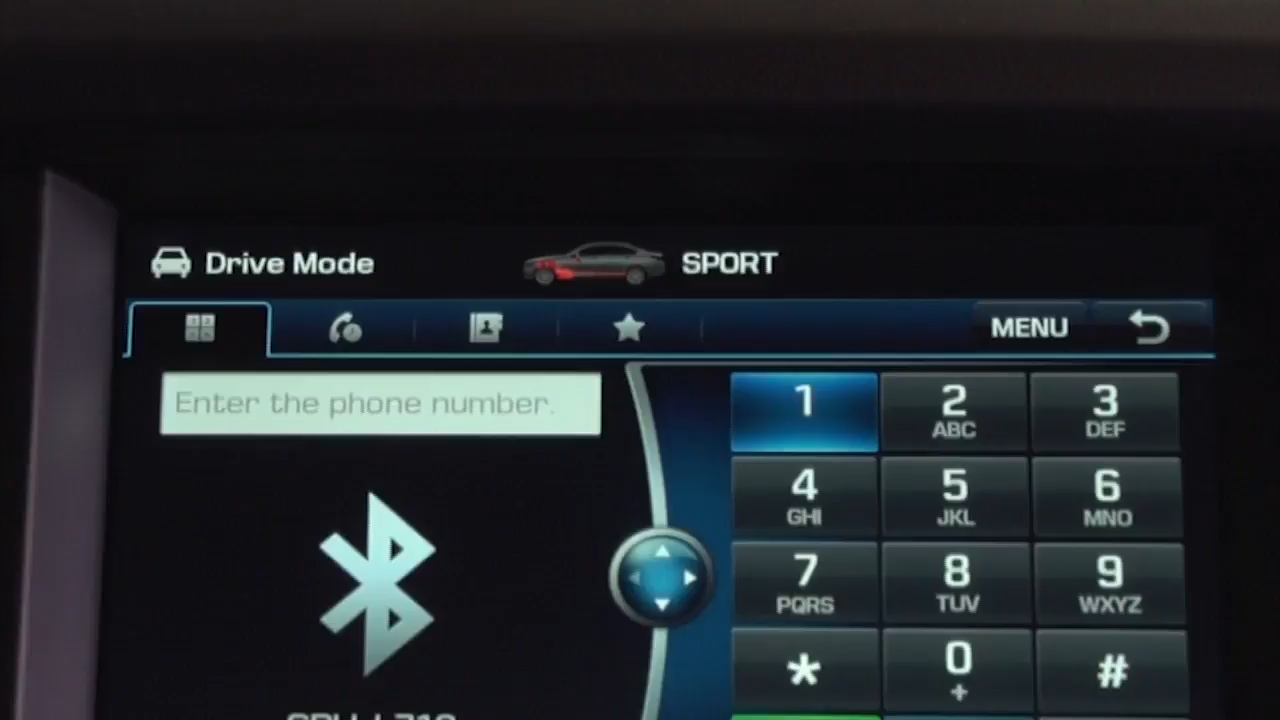 Drive Mode SPORT
MENU
Enter the phone number.
1 2 ABC 3 DEF
4 GHI 5 JKL 6 MNO
7 PQRS 8 TUV 9 WXYZ
* 0 + #